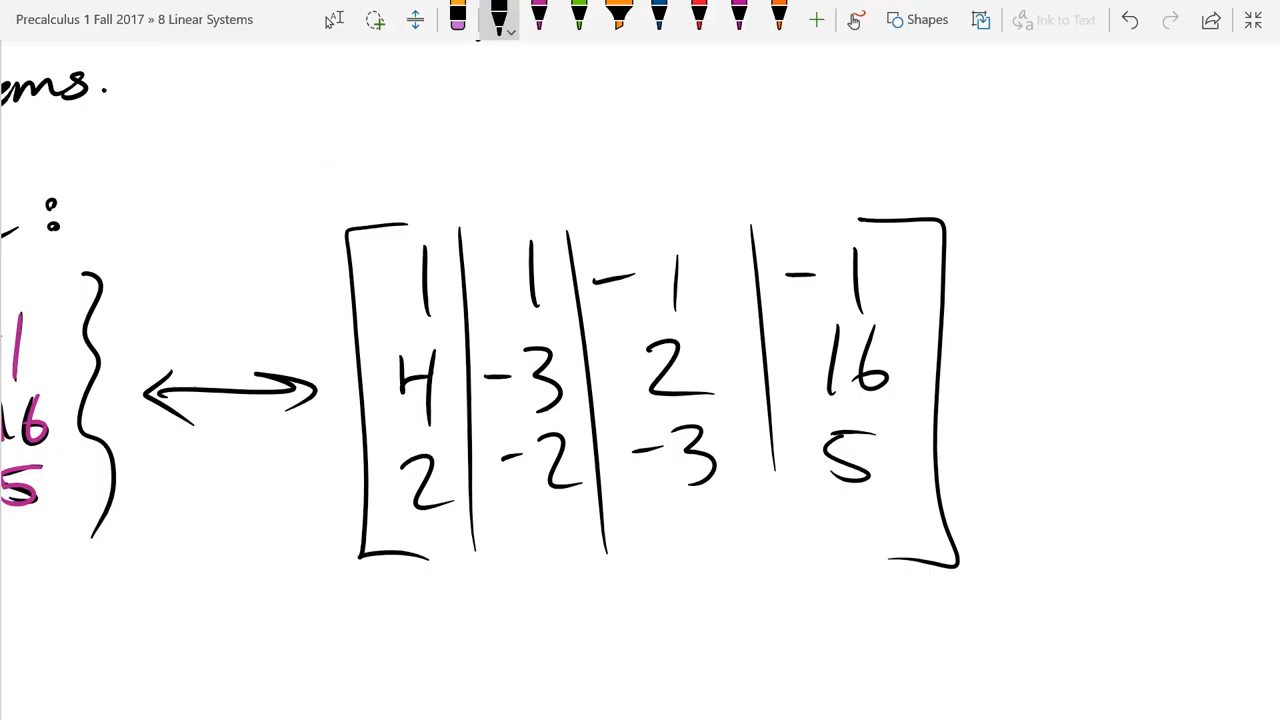 Precalculus 1 Fall 2017 » 8 Linear Systems
Shapes
Ink to Text
ems.
:
1 1 -1 -1
1
4 -3 2 16
16
2 -2 -3 5
5